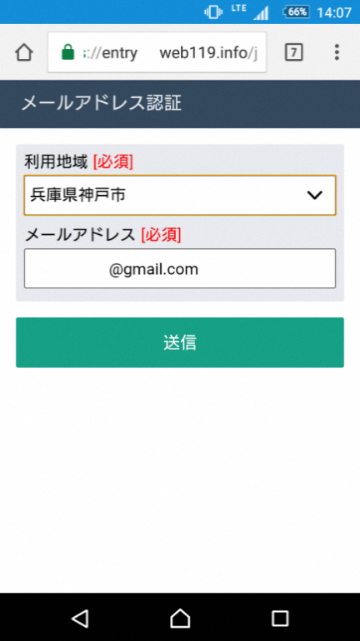 LTE 66% 14:07
://entry web119.info/j 7
メールアドレス認証
利用地域 [必須]
兵庫県神戸市
メールアドレス [必須]
@gmail.com
送信